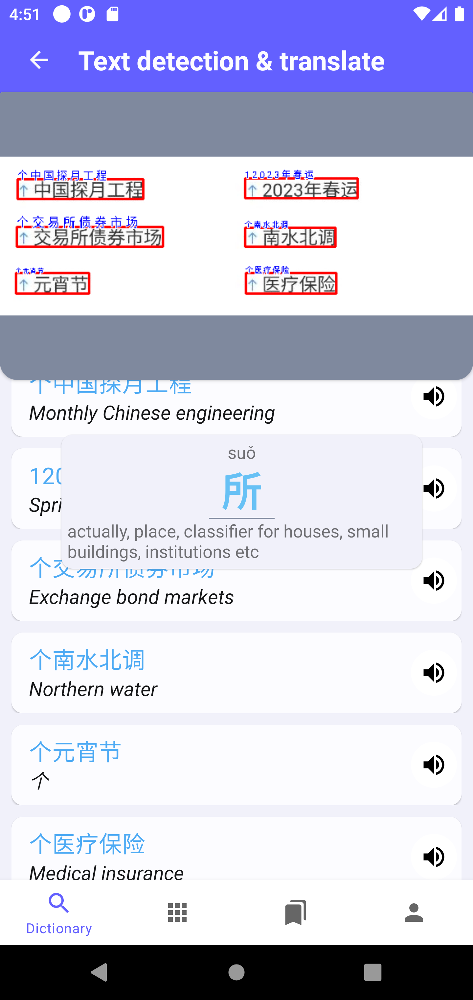 4:51
Text detection & translate
个中国探月工程
↑ 中国探月工程
12023年春运
↑ 2023年春运
个交易所债券市场
↑ 交易所债券市场
个南水北调
↑ 南水北调
个元宵节
↑ 元宵节
个医疗保险
↑ 医疗保险
个中国探月工程
Monthly Chinese engineering
suǒ
所
actually, place, classifier for houses, small
buildings, institutions etc
120
Spri
个交易所债券市场
Exchange bond markets
个南水北调
Northern water
个元宵节
个
个医疗保险
Medical insurance
Dictionary